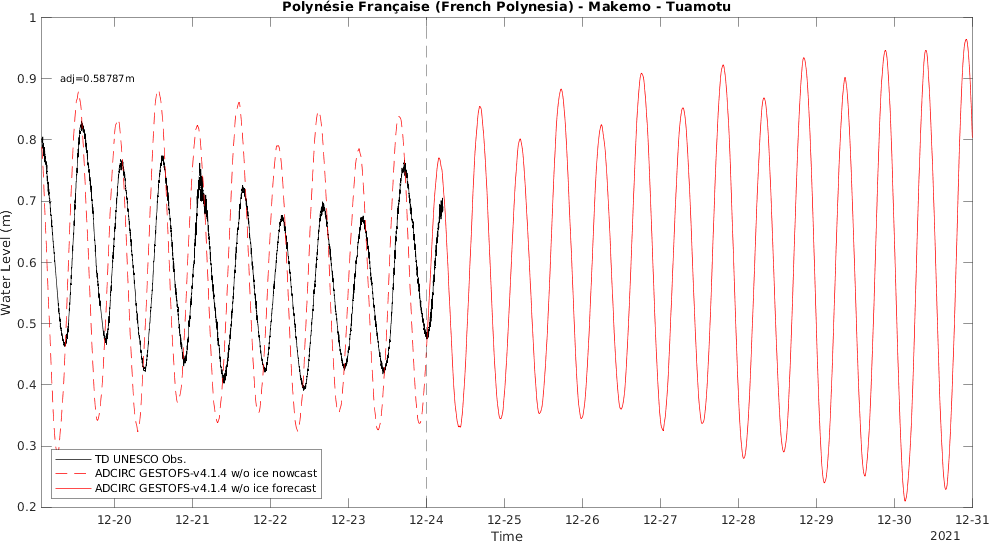 Polynésie Française (French Polynesia) - Makemo - Tuamotu
1
0.9
0.8
0.7
0.6
0.5
0.4
0.3
0.2
Water Level (m)
adj=0.58787m
TD UNESCO Obs.
ADCIRC GESTOFS-v4.1.4 w/o ice nowcast
ADCIRC GESTOFS-v4.1.4 w/o ice forecast
12-20 12-21 12-22 12-23 12-24 12-25 12-26 12-27 12-28 12-29 12-30 12-31
Time
2021